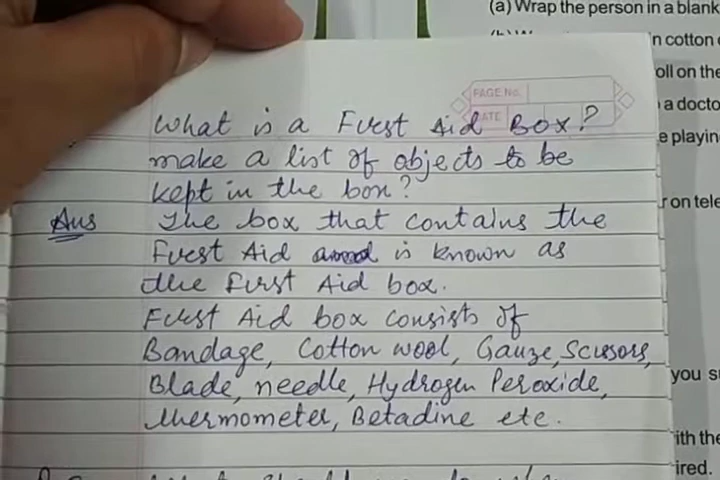 (a) Wrap the person in a blank
n cotton
oll on the
a docto
e playin
r on tele
you s
ith the
ired.
PAGE No.
DATE
What is a First Aid Box?
make a list of objects to be
kept in the box?
Ans The box that contains the
First Aid is known as
the First Aid box.
First Aid box consists of
Bandage, Cotton wool, Gauze, Scissors,
Blade, needle, Hydrogen Peroxide,
thermometer, Betadine etc.